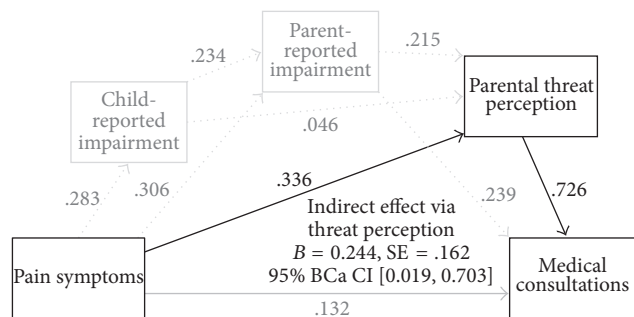 Parent-
reported
impairment
.234
.215
Child-
reported
impairment
Parental threat
perception
.046
.283
.306
.336
.239
.726
Indirect effect via
threat perception
B = 0.244, SE = .162
95% BCa CI [0.019, 0.703]
Pain symptoms
Medical
consultations
.132